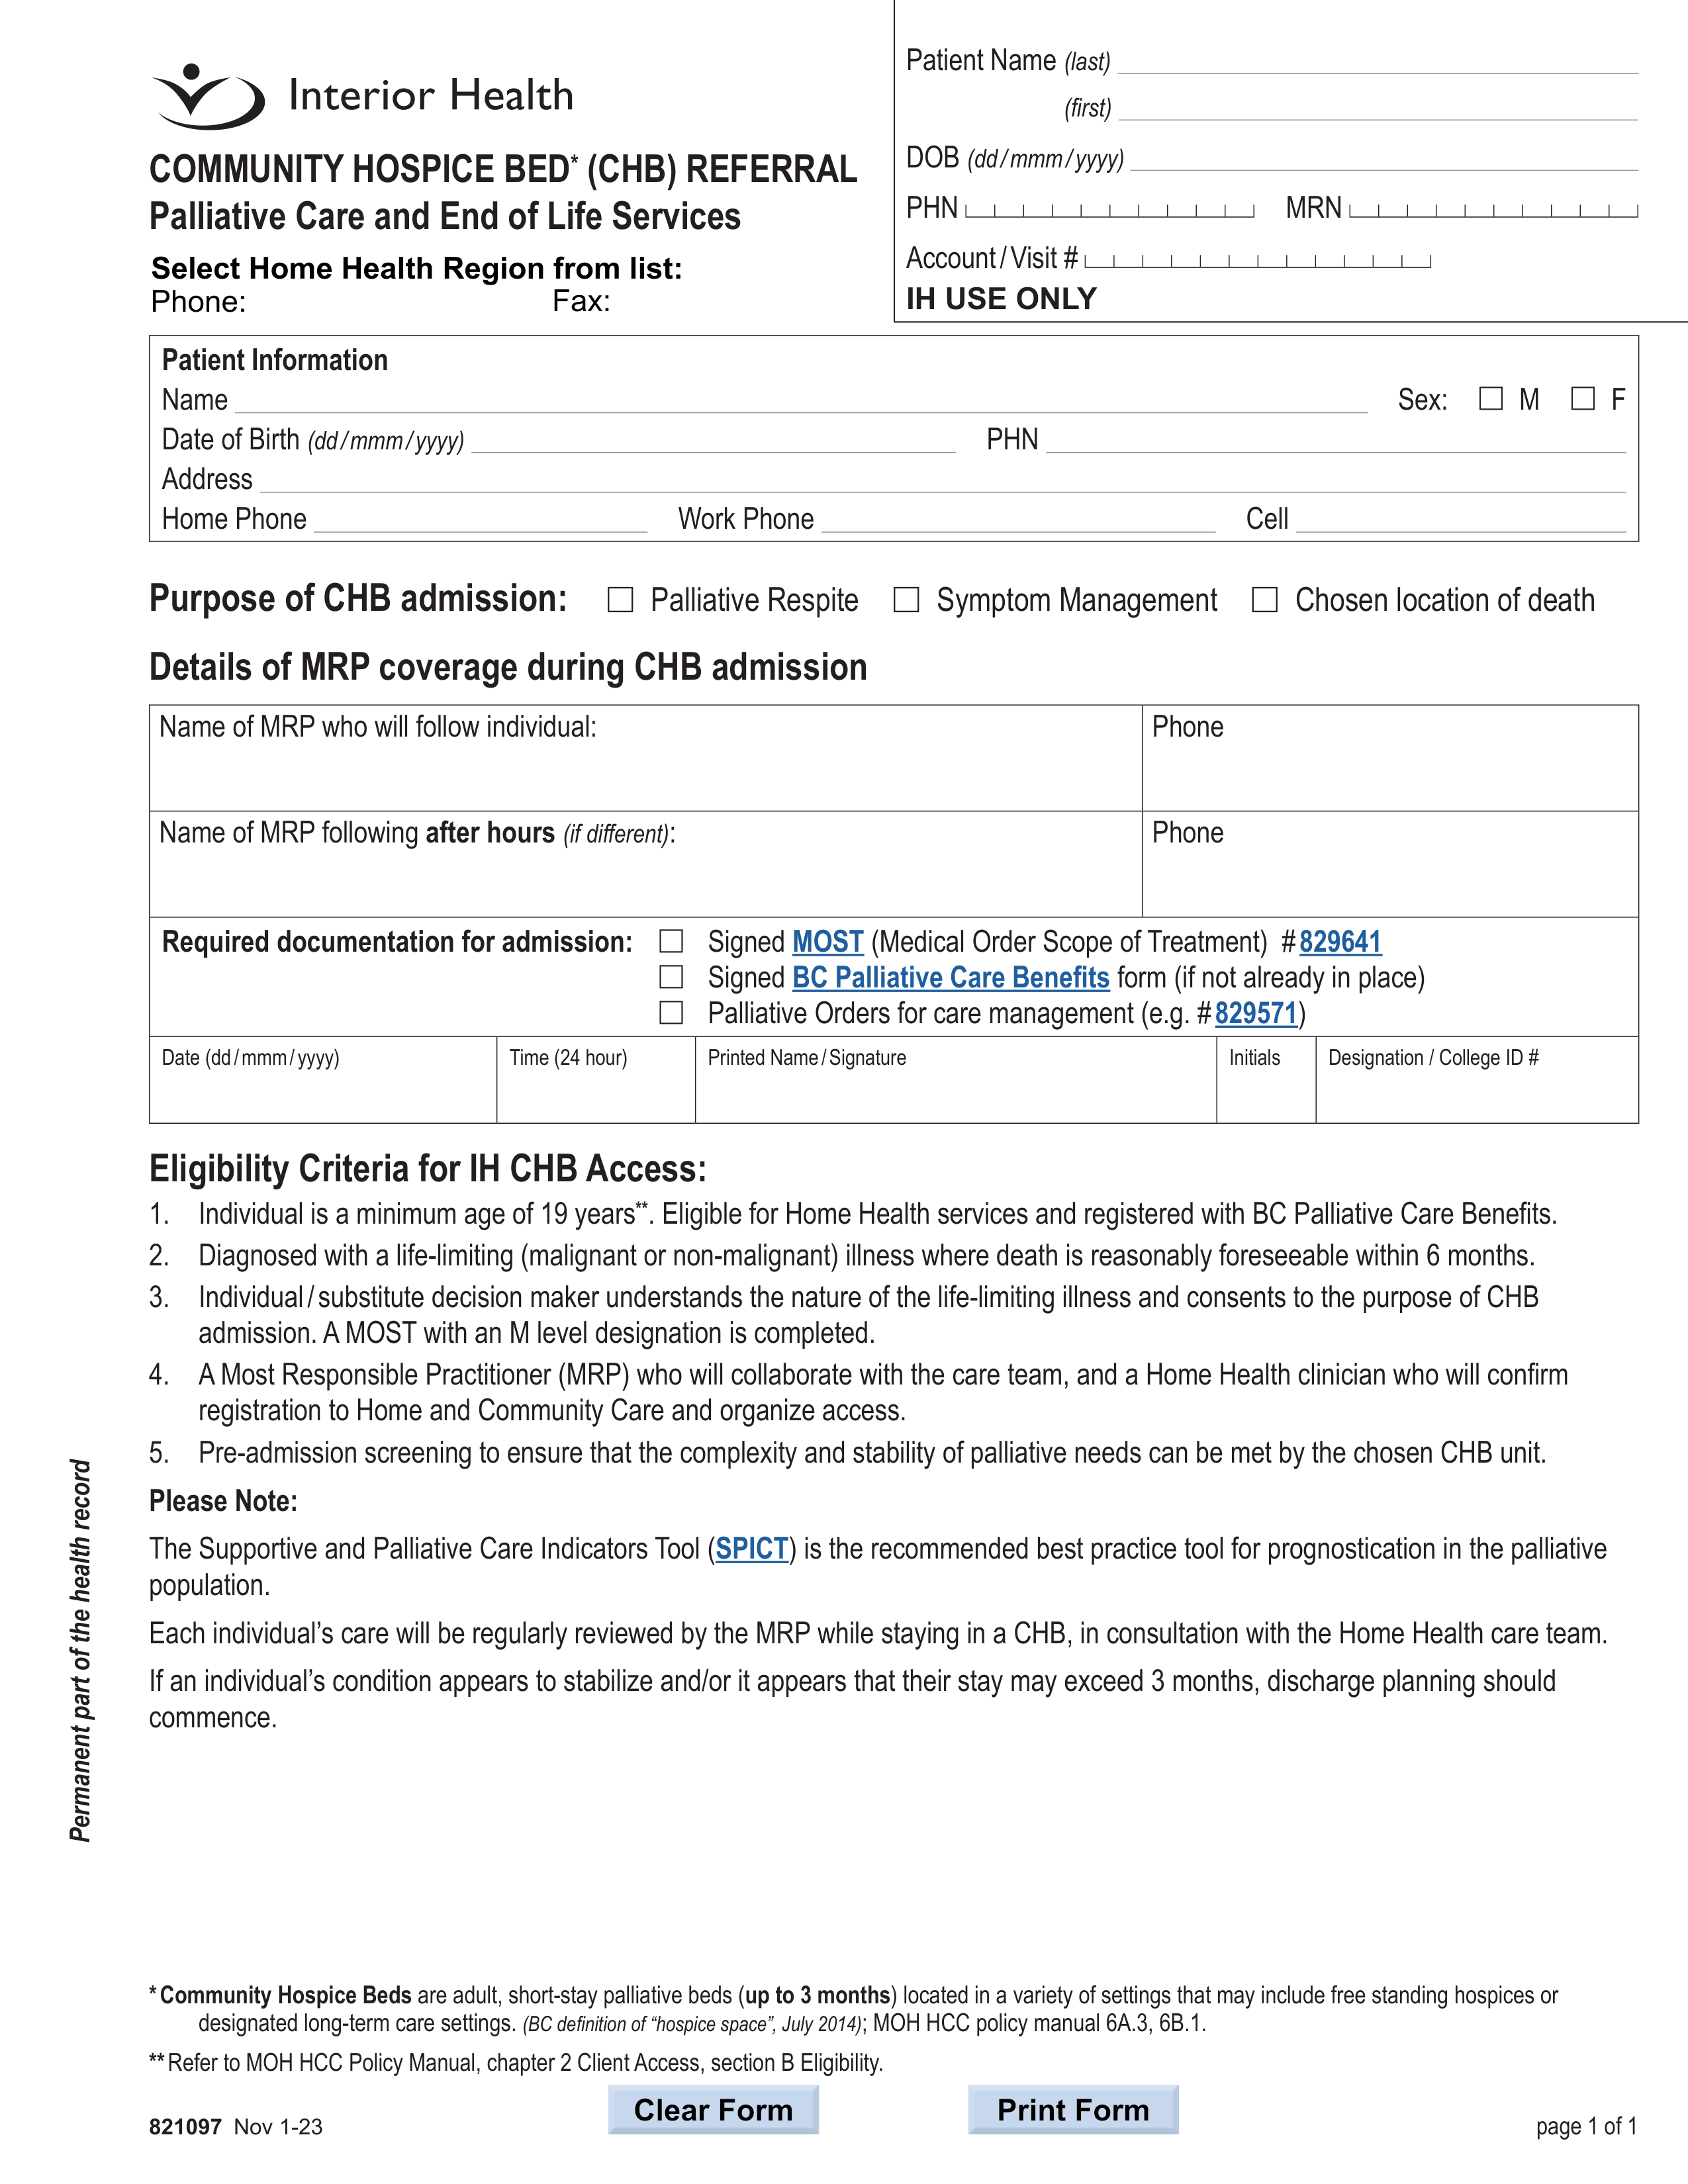 Interior Health
COMMUNITY HOSPICE BED* (CHB) REFERRAL
Palliative Care and End of Life Services
Select Home Health Region from list:
Phone: Fax:
Patient Name (last)
(first)
DOB (dd/mmm/yyyy)
PHN MRN
Account/Visit #
IH USE ONLY
Patient Information
Name Sex: M F
Date of Birth (dd/mmm/yyyy) PHN
Address
Home Phone Work Phone Cell
Purpose of CHB admission: Palliative Respite Symptom Management Chosen location of death
Details of MRP coverage during CHB admission
Name of MRP who will follow individual: Phone
Name of MRP following after hours (if different): Phone
Required documentation for admission: Signed MOST (Medical Order Scope of Treatment) #829641
Signed BC Palliative Care Benefits form (if not already in place)
Palliative Orders for care management (e.g. #829571)
Date (dd/mmm/yyyy) Time (24 hour) Printed Name/Signature Initials Designation / College ID #
Eligibility Criteria for IH CHB Access:
1. Individual is a minimum age of 19 years**. Eligible for Home Health services and registered with BC Palliative Care Benefits.
2. Diagnosed with a life-limiting (malignant or non-malignant) illness where death is reasonably foreseeable within 6 months.
3. Individual/substitute decision maker understands the nature of the life-limiting illness and consents to the purpose of CHB
admission. A MOST with an M level designation is completed.
4. A Most Responsible Practitioner (MRP) who will collaborate with the care team, and a Home Health clinician who will confirm
registration to Home and Community Care and organize access.
5. Pre-admission screening to ensure that the complexity and stability of palliative needs can be met by the chosen CHB unit.
Please Note:
The Supportive and Palliative Care Indicators Tool (SPICT) is the recommended best practice tool for prognostication in the palliative
population.
Each individual's care will be regularly reviewed by the MRP while staying in a CHB, in consultation with the Home Health care team.
If an individual's condition appears to stabilize and/or it appears that their stay may exceed 3 months, discharge planning should
commence.
Permanent part of the health record
* Community Hospice Beds are adult, short-stay palliative beds (up to 3 months) located in a variety of settings that may include free standing hospices or
designated long-term care settings. (BC definition of "hospice space", July 2014); MOH HCC policy manual 6A.3, 6B.1.
** Refer to MOH HCC Policy Manual, chapter 2 Client Access, section B Eligibility.
Clear Form Print Form
821097 Nov 1-23 page 1 of 1